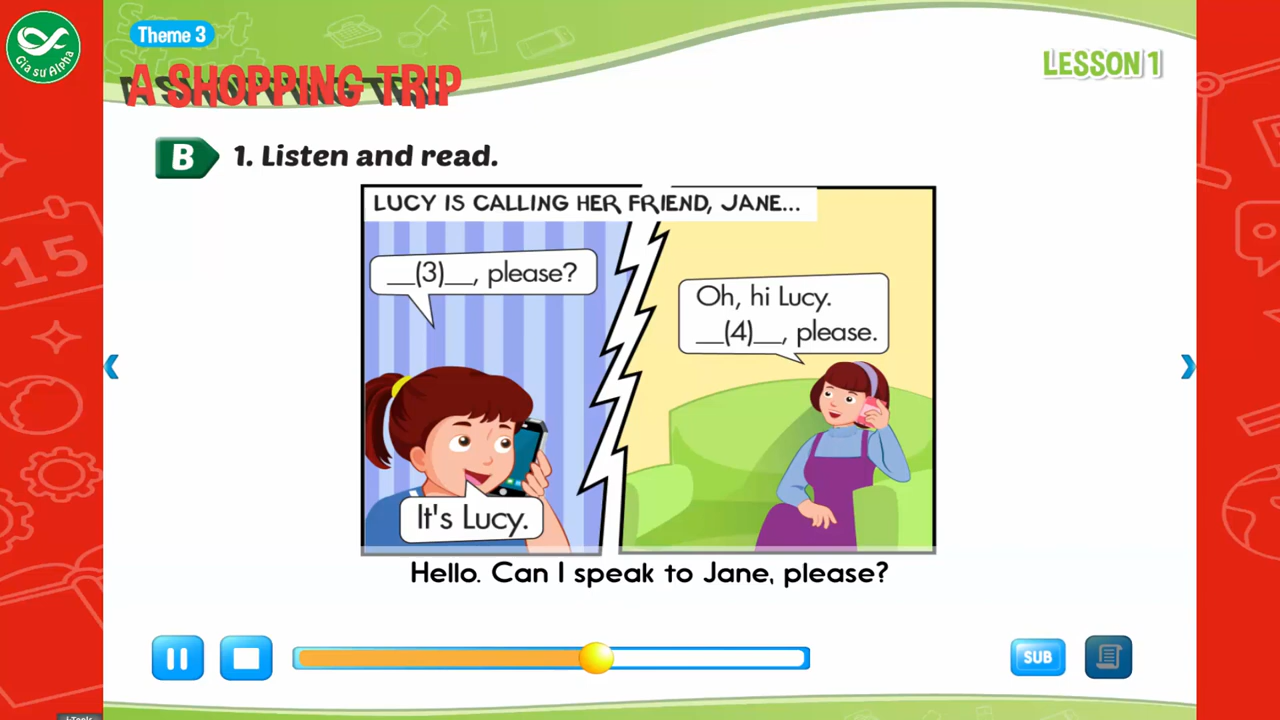 Gia sư Alpha
Theme 3
A SHOPPING TRIP
LESSON 1
B
1. Listen and read.
LUCY IS CALLING HER FRIEND, JANE...
__(3)__, please?
Oh, hi Lucy.
__(4)__, please.
It's Lucy.
Hello. Can I speak to Jane, please?
SUB
15